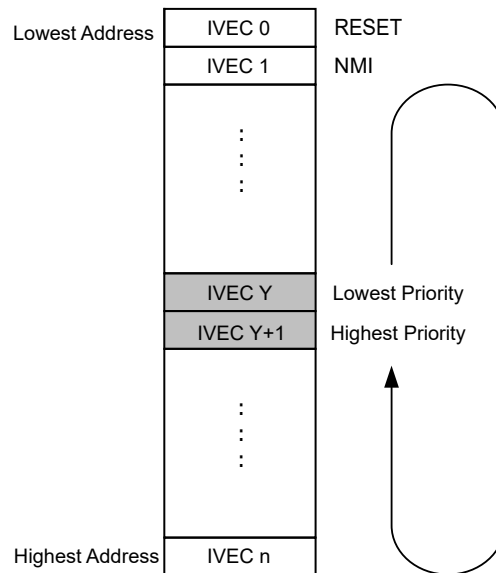 Lowest Address IVEC 0 RESET
IVEC 1 NMI
⋮
IVEC Y Lowest Priority
IVEC Y+1 Highest Priority
⋮
Highest Address IVEC n